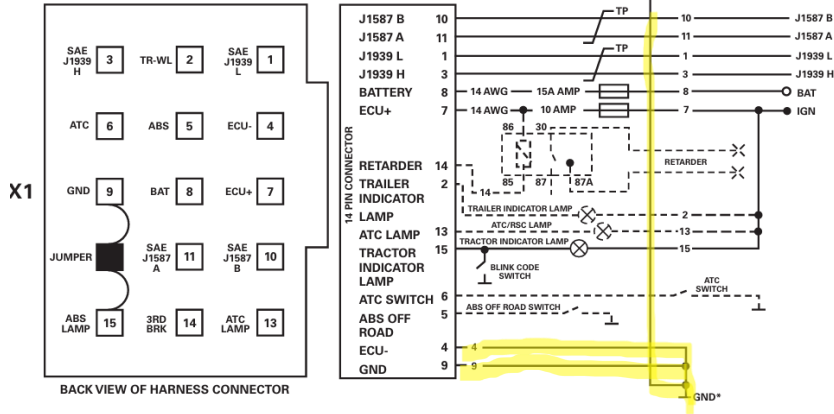 X1
SAE
J1939
H
3
TR-WL
2
SAE
J1939
L
1
ATC
6
ABS
5
ECU-
4
GND
9
BAT
8
ECU+
7
JUMPER
SAE
J1587
A
11
SAE
J1587
B
10
ABS
LAMP
15
3RD
BRK
14
ATC
LAMP
13
BACK VIEW OF HARNESS CONNECTOR
14 PIN CONNECTOR
J1587 B 10 TP 10 J1587 B
J1587 A 11 11 J1587 A
J1939 L 1 TP 1 J1939 L
J1939 H 3 3 J1939 H
BATTERY 8 14 AWG 15A AMP 8 BAT
ECU+ 7 14 AWG 10 AMP 7 IGN
86 30
RETARDER 14 RETARDER
85 87 87A
TRAILER 2
INDICATOR 14
LAMP TRAILER INDICATOR LAMP 2
ATC/RSC LAMP
ATC LAMP 13 13
TRACTOR 15 TRACTOR INDICATOR LAMP 15
INDICATOR
LAMP
BLINK CODE
SWITCH
ATC SWITCH 6 6
ATC
SWITCH
ABS OFF 5 5 ABS OFF ROAD SWITCH
ROAD
ECU- 4 4
GND 9 9
GND*